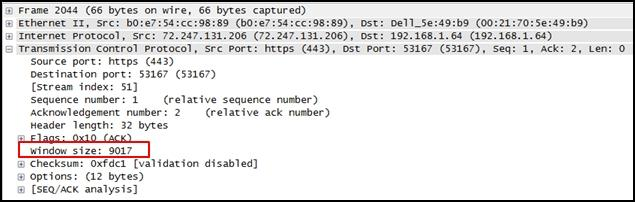 Frame 2044 (66 bytes on wire, 66 bytes captured)
Ethernet II, Src: b0:e7:54:cc:98:89 (b0:e7:54:cc:98:89), Dst: Dell_5e:49:b9 (00:21:70:5e:49:b9)
Internet Protocol, Src: 72.247.131.206 (72.247.131.206), Dst: 192.168.1.64 (192.168.1.64)
Transmission Control Protocol, Src Port: https (443), Dst Port: 53167 (53167), Seq: 1, Ack: 2, Len: 0
Source port: https (443)
Destination port: 53167 (53167)
[Stream index: 51]
Sequence number: 1 (relative sequence number)
Acknowledgement number: 2 (relative ack number)
Header length: 32 bytes
Flags: 0x10 (ACK)
Window size: 9017
Checksum: 0xfdc1 [validation disabled]
Options: (12 bytes)
[SEQ/ACK analysis]